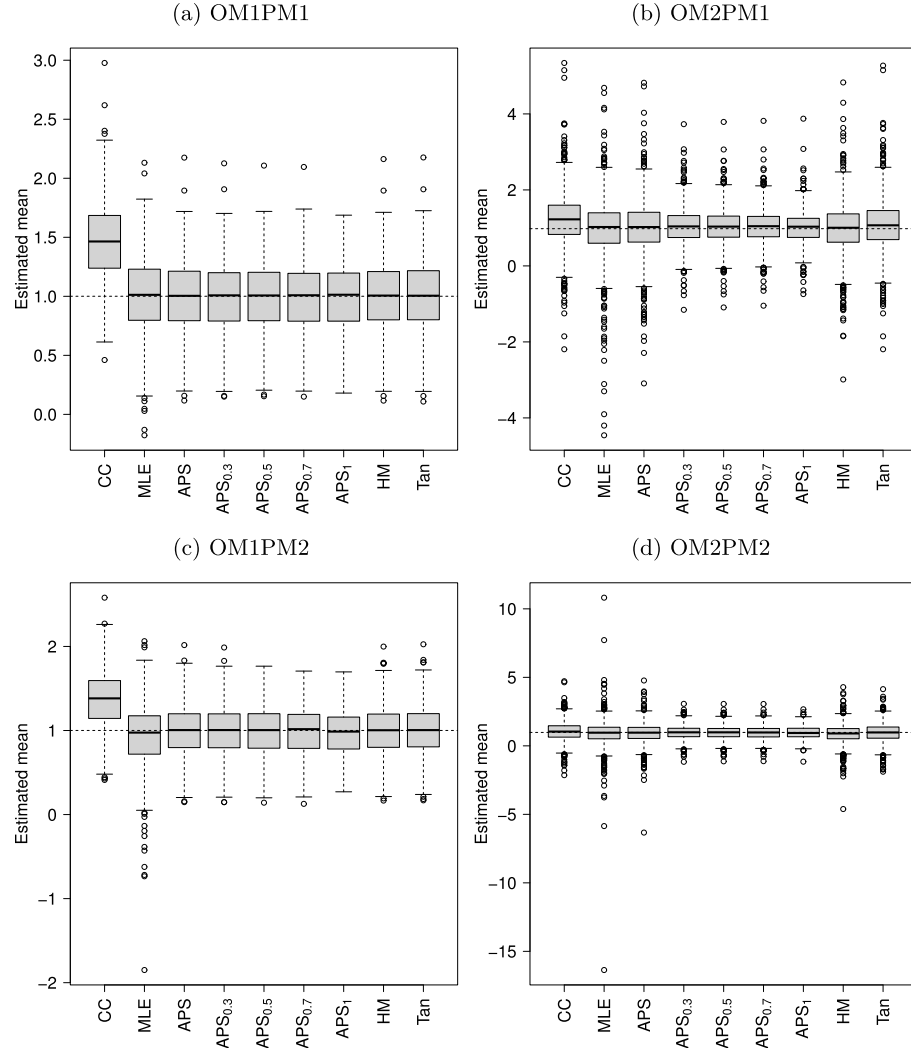 (a) OM1PM1
Estimated mean
3.0
2.5
2.0
1.5
1.0
0.5
0.0
CC
MLE
APS
APS0.3
APS0.5
APS0.7
APS1
HM
Tan
(b) OM2PM1
Estimated mean
4
2
0
−2
−4
CC
MLE
APS
APS0.3
APS0.5
APS0.7
APS1
HM
Tan
(c) OM1PM2
Estimated mean
2
1
0
−1
−2
CC
MLE
APS
APS0.3
APS0.5
APS0.7
APS1
HM
Tan
(d) OM2PM2
Estimated mean
10
5
0
−5
−10
−15
CC
MLE
APS
APS0.3
APS0.5
APS0.7
APS1
HM
Tan